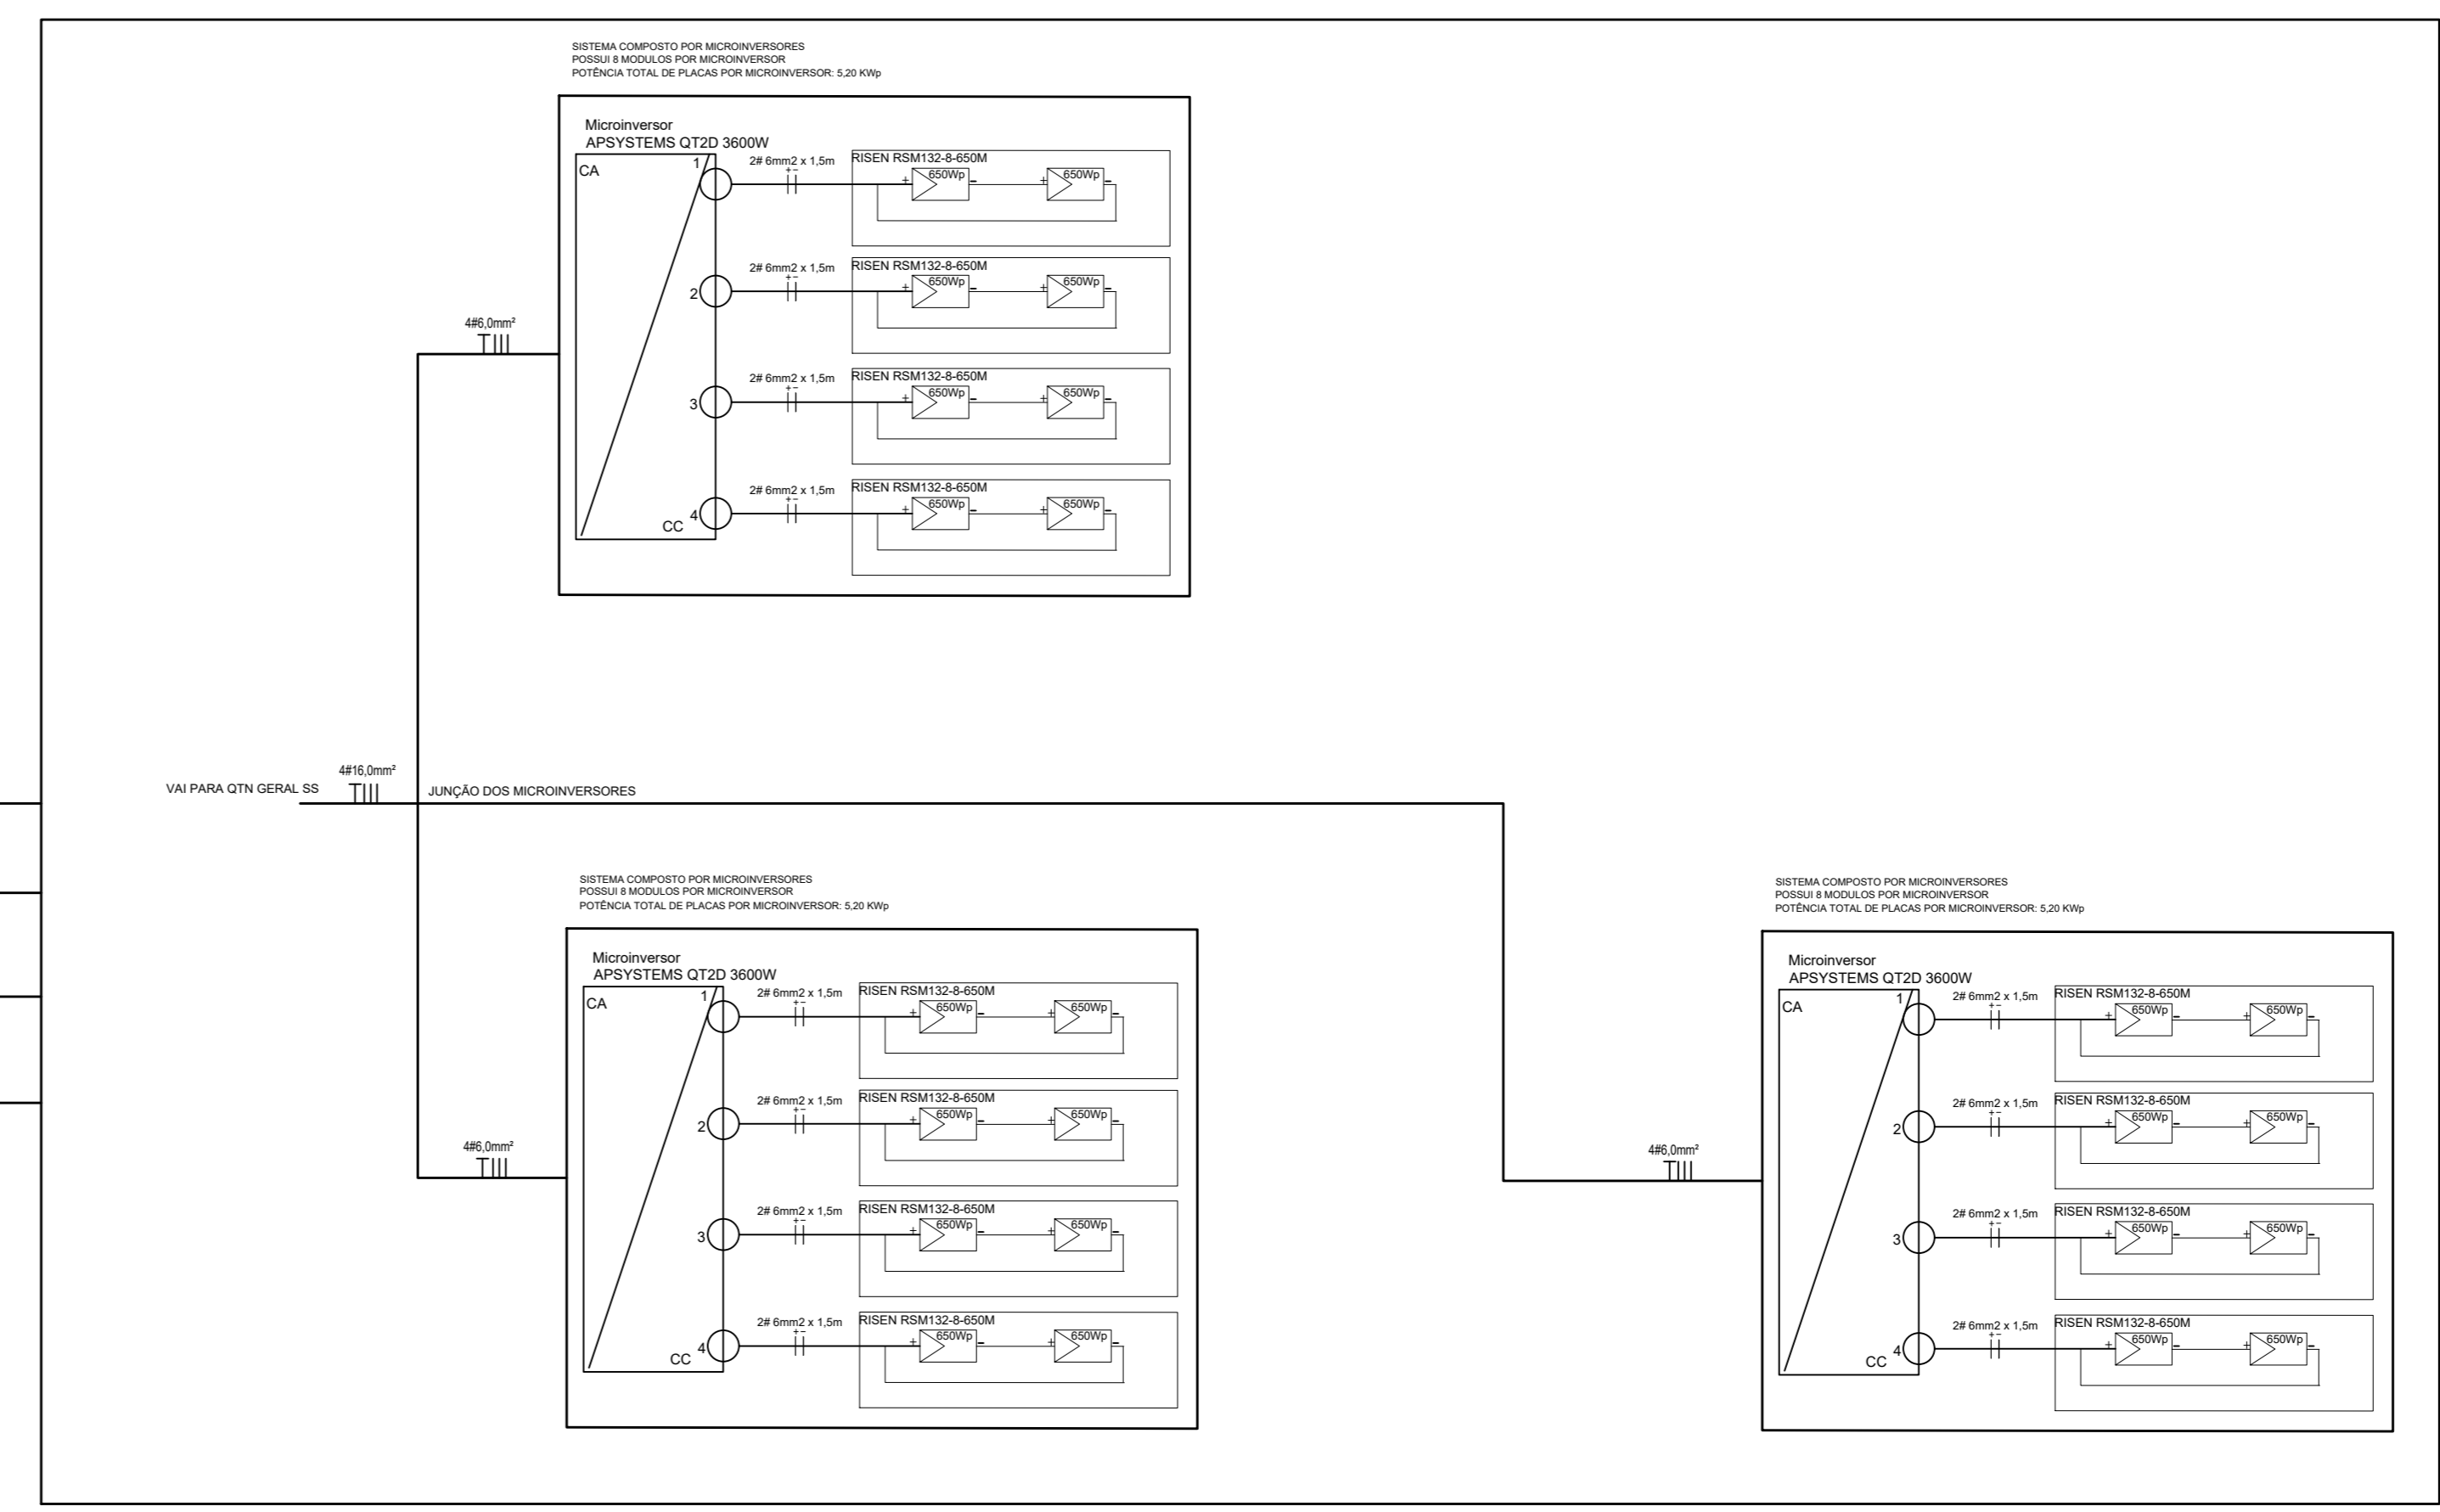 SISTEMA COMPOSTO POR MICROINVERSORES
POSSUI 8 MODULOS POR MICROINVERSOR
POTÊNCIA TOTAL DE PLACAS POR MICROINVERSOR: 5,20 KWp
Microinversor
APSYSTEMS QT2D 3600W
CA
1
2# 6mm2 x 1,5m
+ -
RISEN RSM132-8-650M
+ 650Wp - + 650Wp -
2
2# 6mm2 x 1,5m
+ -
RISEN RSM132-8-650M
+ 650Wp - + 650Wp -
4#6,0mm²
3
2# 6mm2 x 1,5m
+ -
RISEN RSM132-8-650M
+ 650Wp - + 650Wp -
4
2# 6mm2 x 1,5m
+ -
RISEN RSM132-8-650M
+ 650Wp - + 650Wp -
CC
4#16,0mm²
VAI PARA QTN GERAL SS
JUNÇÃO DOS MICROINVERSORES
SISTEMA COMPOSTO POR MICROINVERSORES
POSSUI 8 MODULOS POR MICROINVERSOR
POTÊNCIA TOTAL DE PLACAS POR MICROINVERSOR: 5,20 KWp
Microinversor
APSYSTEMS QT2D 3600W
CA
1
2# 6mm2 x 1,5m
+ -
RISEN RSM132-8-650M
+ 650Wp - + 650Wp -
2
2# 6mm2 x 1,5m
+ -
RISEN RSM132-8-650M
+ 650Wp - + 650Wp -
4#6,0mm²
3
2# 6mm2 x 1,5m
+ -
RISEN RSM132-8-650M
+ 650Wp - + 650Wp -
4
2# 6mm2 x 1,5m
+ -
RISEN RSM132-8-650M
+ 650Wp - + 650Wp -
CC
SISTEMA COMPOSTO POR MICROINVERSORES
POSSUI 8 MODULOS POR MICROINVERSOR
POTÊNCIA TOTAL DE PLACAS POR MICROINVERSOR: 5,20 KWp
Microinversor
APSYSTEMS QT2D 3600W
CA
1
2# 6mm2 x 1,5m
+ -
RISEN RSM132-8-650M
+ 650Wp - + 650Wp -
2
2# 6mm2 x 1,5m
+ -
RISEN RSM132-8-650M
+ 650Wp - + 650Wp -
4#6,0mm²
3
2# 6mm2 x 1,5m
+ -
RISEN RSM132-8-650M
+ 650Wp - + 650Wp -
4
2# 6mm2 x 1,5m
+ -
RISEN RSM132-8-650M
+ 650Wp - + 650Wp -
CC